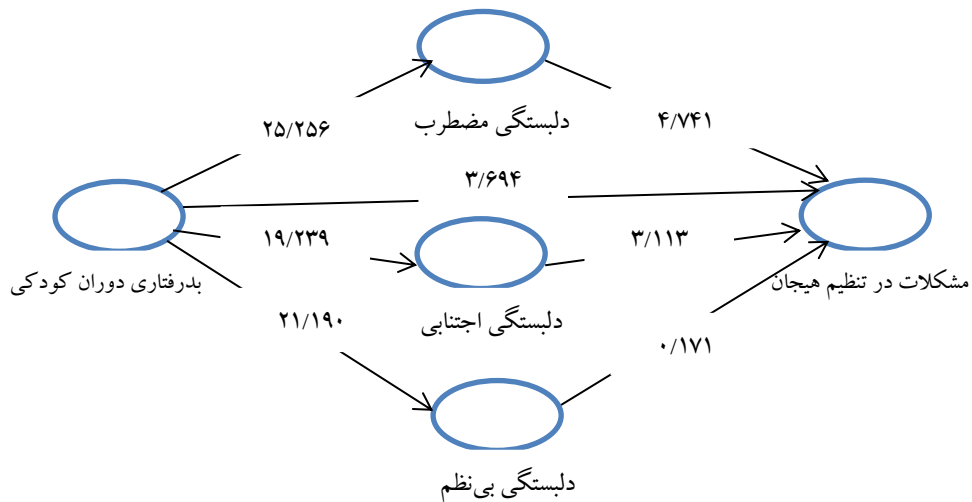 ۲۵/۲۵۶
دلبستگی مضطرب
۴/۷۴۱
۳/۶۹۴
۱۹/۲۳۹
۳/۱۱۳
بدرفتاری دوران کودکی
مشکلات در تنظیم هیجان
۲۱/۱۹۰
دلبستگی اجتنابی
۰/۱۷۱
دلبستگی بی‌نظم